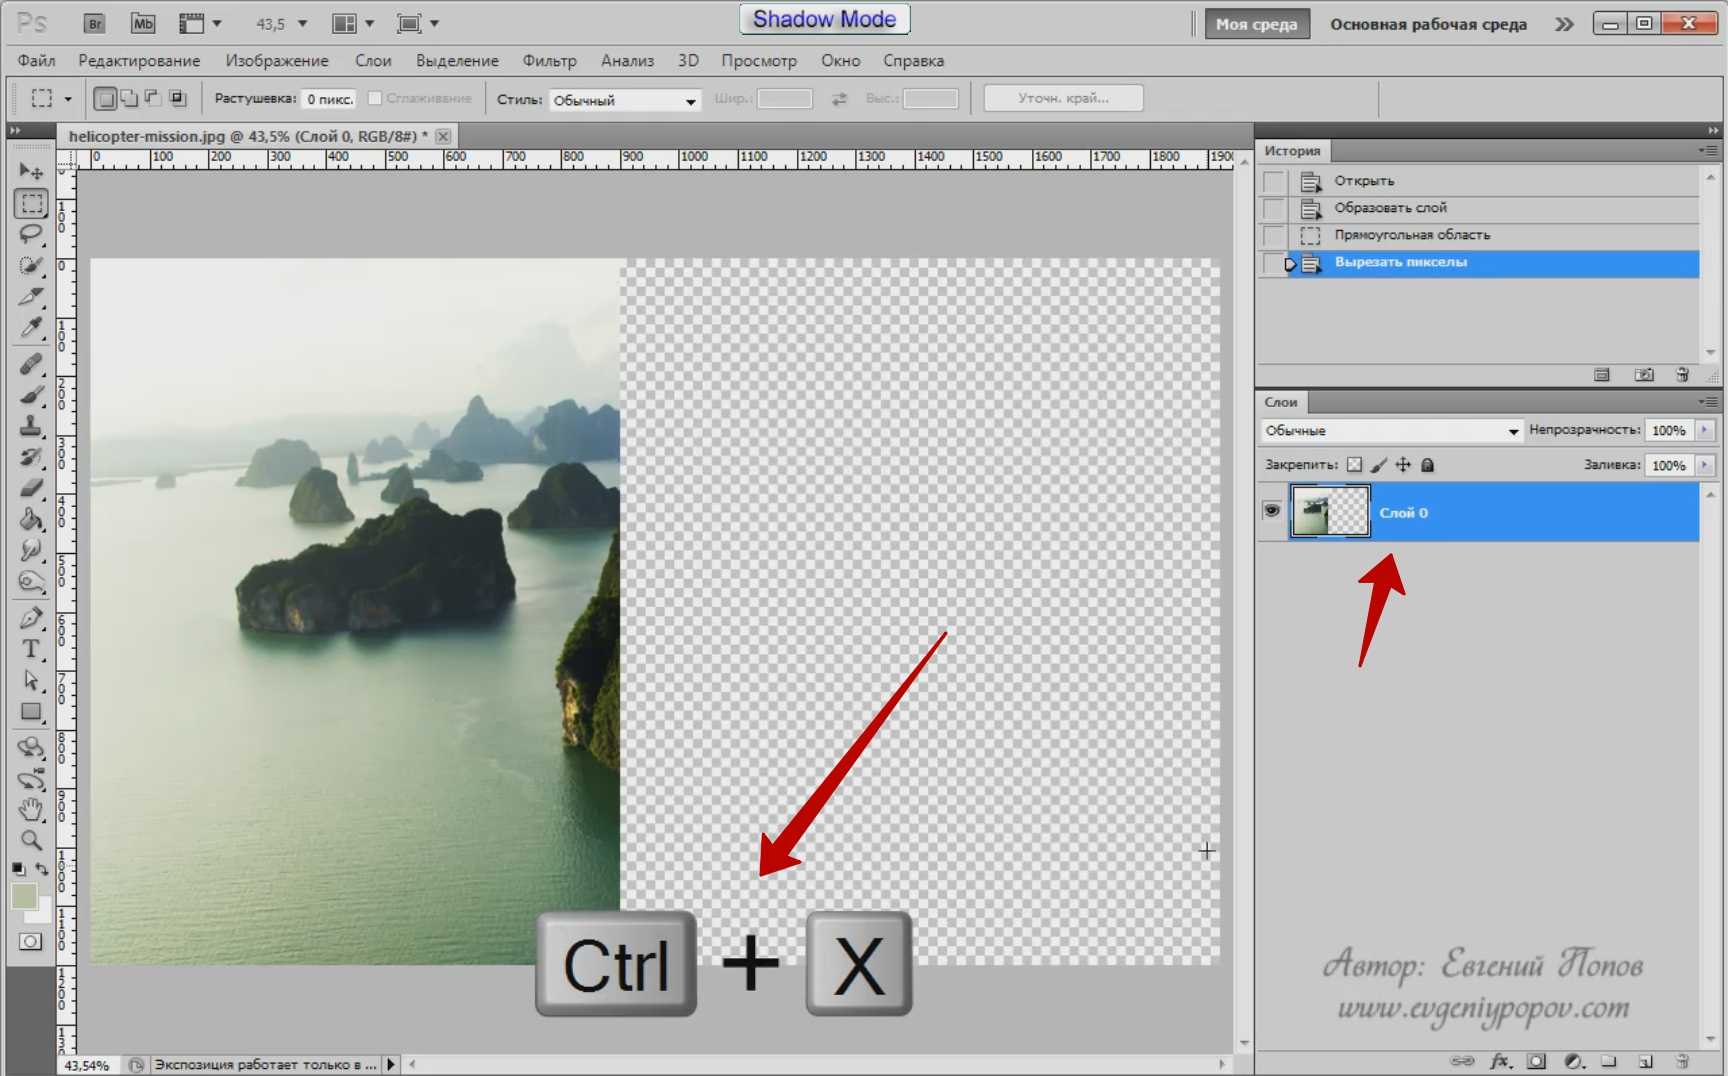 Ps Br Mb 43,5 Shadow Mode Моя среда Основная рабочая среда
Файл Редактирование Изображение Слои Выделение Фильтр Анализ 3D Просмотр Окно Справка
Растушевка: 0 пикс. Сглаживание Стиль: Обычный Шир.: Выс.: Уточн. край...
helicopter-mission.jpg @ 43,5% (Слой 0, RGB/8#) *
0 100 200 300 400 500 600 700 800 900 1000 1100 1200 1300 1400 1500 1600 1700 1800 1900
История
Открыть
Образовать слой
Прямоугольная область
Вырезать пикселы
Слои
Обычные Непрозрачность: 100%
Закрепить: Заливка: 100%
Слой 0
Ctrl + X
Автор: Евгений Попов
www.evgeniypopov.com
43,54% Экспозиция работает только в ...